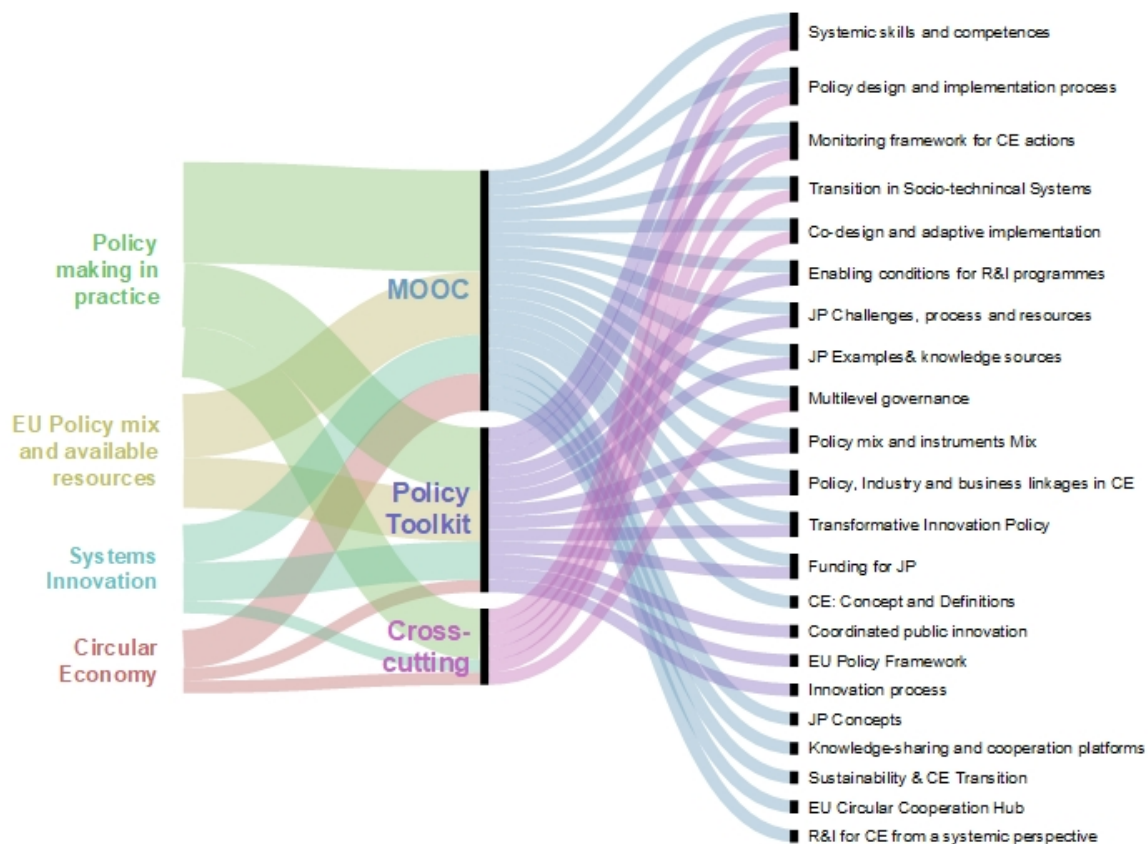 Policy
making in
practice
EU Policy mix
and available
resources
Systems
Innovation
Circular
Economy
MOOC
Policy
Toolkit
Cross-
cutting
Systemic skills and competences
Policy design and implementation process
Monitoring framework for CE actions
Transition in Socio-technincal Systems
Co-design and adaptive implementation
Enabling conditions for R&I programmes
JP Challenges, process and resources
JP Examples & knowledge sources
Multilevel governance
Policy mix and instruments Mix
Policy, Industry and business linkages in CE
Transformative Innovation Policy
Funding for JP
CE: Concept and Definitions
Coordinated public innovation
EU Policy Framework
Innovation process
JP Concepts
Knowledge-sharing and cooperation platforms
Sustainability & CE Transition
EU Circular Cooperation Hub
R&I for CE from a systemic perspective